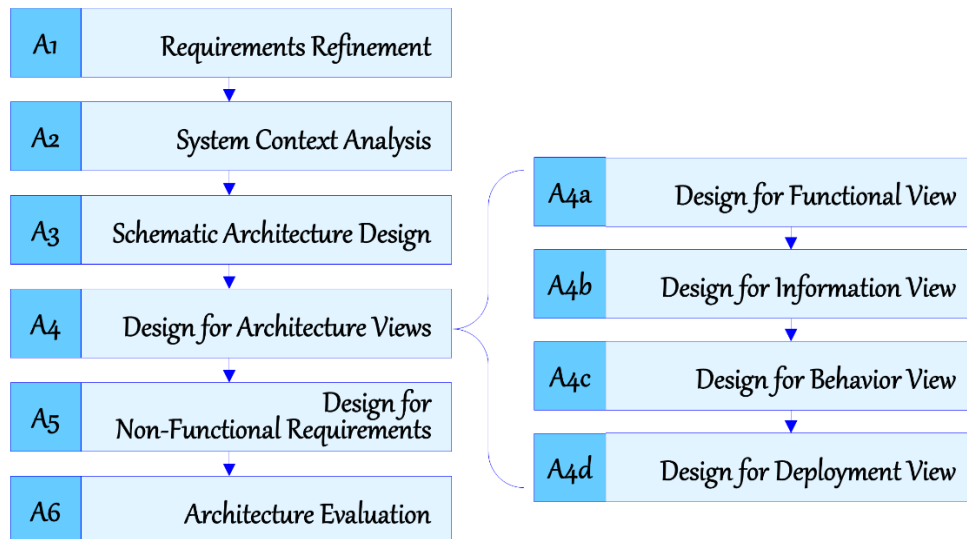 A1 Requirements Refinement
A2 System Context Analysis
A3 Schematic Architecture Design
A4 Design for Architecture Views
A5 Design for
Non-Functional Requirements
A6 Architecture Evaluation
A4a Design for Functional View
A4b Design for Information View
A4c Design for Behavior View
A4d Design for Deployment View